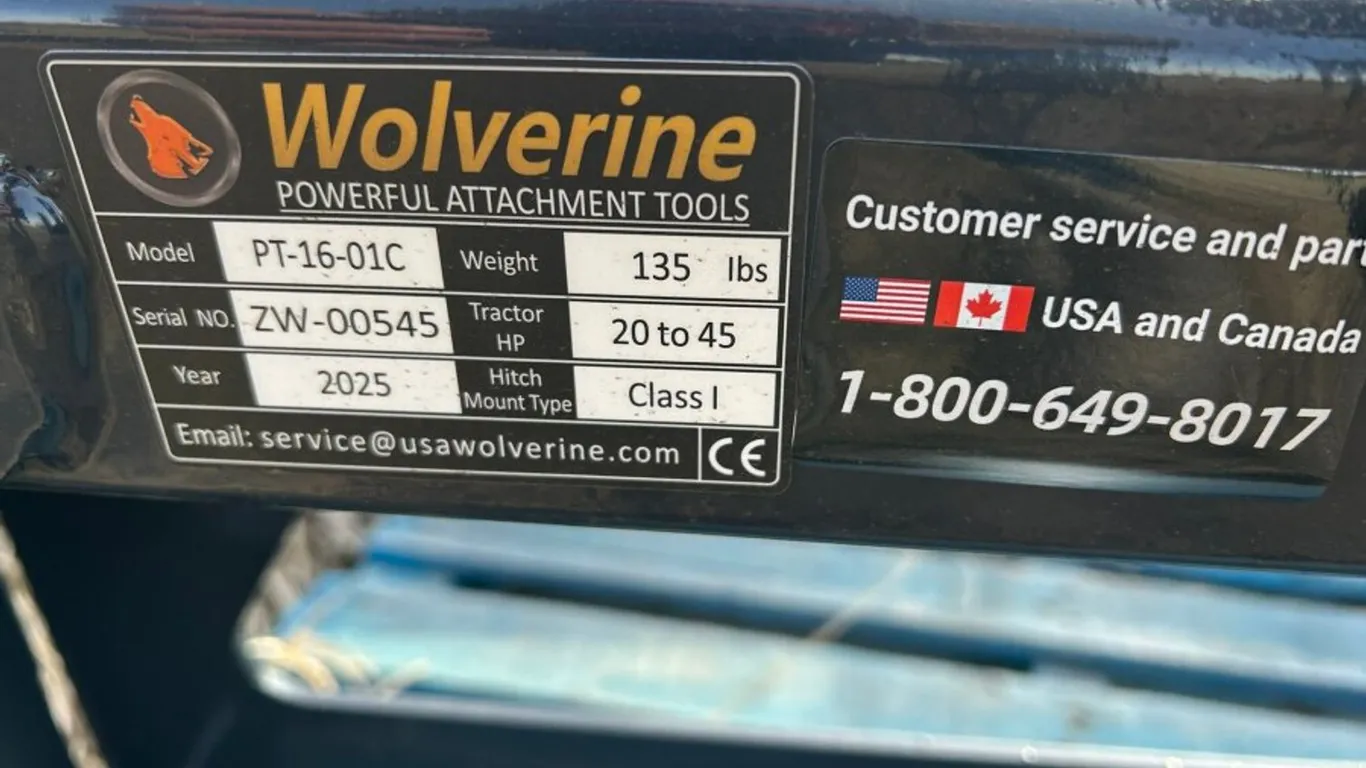 Wolverine
POWERFUL ATTACHMENT TOOLS
Model PT-16-01C Weight 135 lbs
Serial NO. ZW-00545 Tractor HP 20 to 45
Year 2025 Hitch Mount Type Class I
Email: service@usawolverine.com CE
Customer service and par
USA and Canada
1-800-649-8017